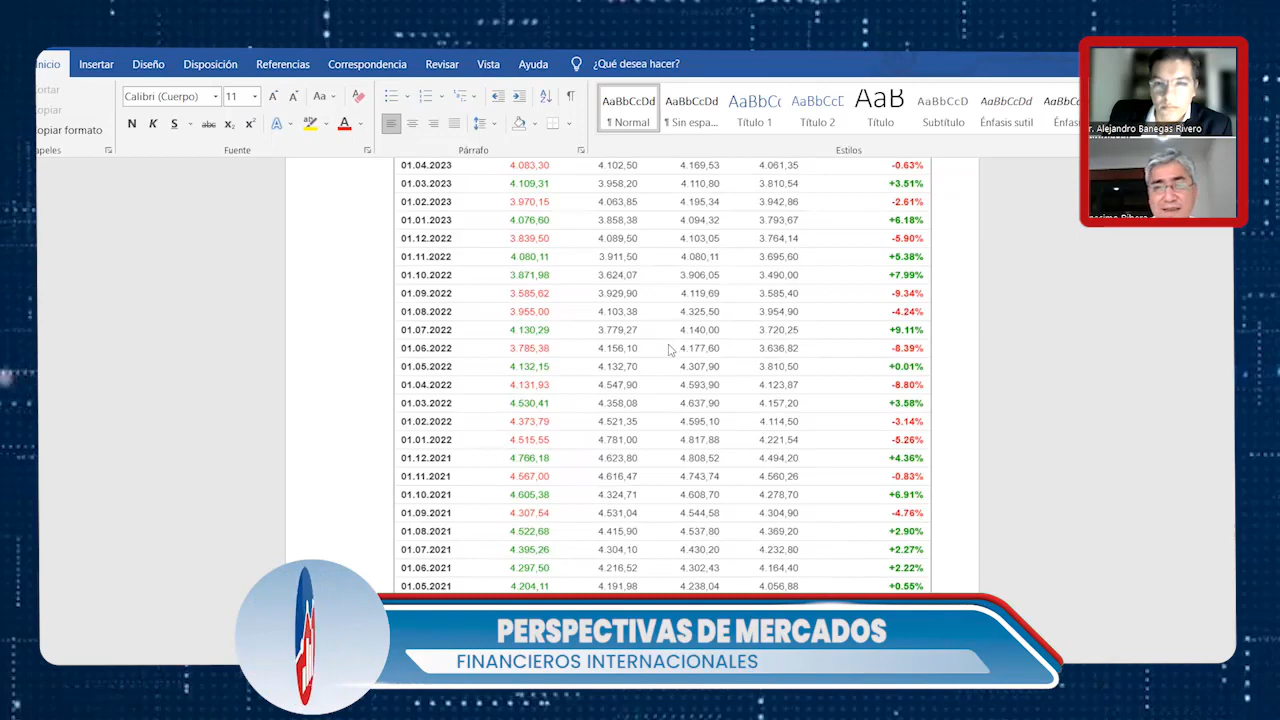 Inicio Insertar Diseño Disposición Referencias Correspondencia Revisar Vista Ayuda ¿Qué desea hacer?
Calibri (Cuerpo) 11 Aa
opiar formato
N K S abc x₂ x²
Fuente Párrafo Estilos
AaBbCcDd AaBbCcDd AaBbCc AaBbCcE AaB AaBbCcD AaBbCcDd AaBbCcD
¶ Normal ¶ Sin espa... Título 1 Título 2 Título Subtítulo Énfasis sutil Énfas
r. Alejandro Banegas Rivero
01.04.2023 4.083,30 4.102,50 4.169,53 4.061,35 -0.63%
01.03.2023 4.109,31 3.958,20 4.110,80 3.810,54 +3.51%
01.02.2023 3.970,15 4.063,85 4.195,34 3.942,86 -2.61%
01.01.2023 4.076,60 3.858,38 4.094,32 3.793,67 +6.18%
01.12.2022 3.839,50 4.089,50 4.103,05 3.764,14 -5.90%
01.11.2022 4.080,11 3.911,50 4.080,11 3.695,60 +5.38%
01.10.2022 3.871,98 3.624,07 3.906,05 3.490,00 +7.99%
01.09.2022 3.585,62 3.929,90 4.119,69 3.585,40 -9.34%
01.08.2022 3.955,00 4.103,38 4.325,50 3.954,90 -4.24%
01.07.2022 4.130,29 3.779,27 4.140,00 3.720,25 +9.11%
01.06.2022 3.785,38 4.156,10 4.177,60 3.636,82 -8.39%
01.05.2022 4.132,15 4.132,70 4.307,90 3.810,50 +0.01%
01.04.2022 4.131,93 4.547,90 4.593,90 4.123,87 -8.80%
01.03.2022 4.530,41 4.358,08 4.637,90 4.157,20 +3.58%
01.02.2022 4.373,79 4.521,35 4.595,10 4.114,50 -3.14%
01.01.2022 4.515,55 4.781,00 4.817,88 4.221,54 -5.26%
01.12.2021 4.766,18 4.623,80 4.808,52 4.494,20 +4.36%
01.11.2021 4.567,00 4.616,47 4.743,74 4.560,26 -0.83%
01.10.2021 4.605,38 4.324,71 4.608,70 4.278,70 +6.91%
01.09.2021 4.307,54 4.531,04 4.544,58 4.304,90 -4.76%
01.08.2021 4.522,68 4.415,90 4.537,80 4.369,20 +2.90%
01.07.2021 4.395,26 4.304,10 4.430,20 4.232,80 +2.27%
01.06.2021 4.297,50 4.216,52 4.302,43 4.164,40 +2.22%
01.05.2021 4.204,11 4.191,98 4.238,04 4.056,88 +0.55%
PERSPECTIVAS DE MERCADOS
FINANCIEROS INTERNACIONALES